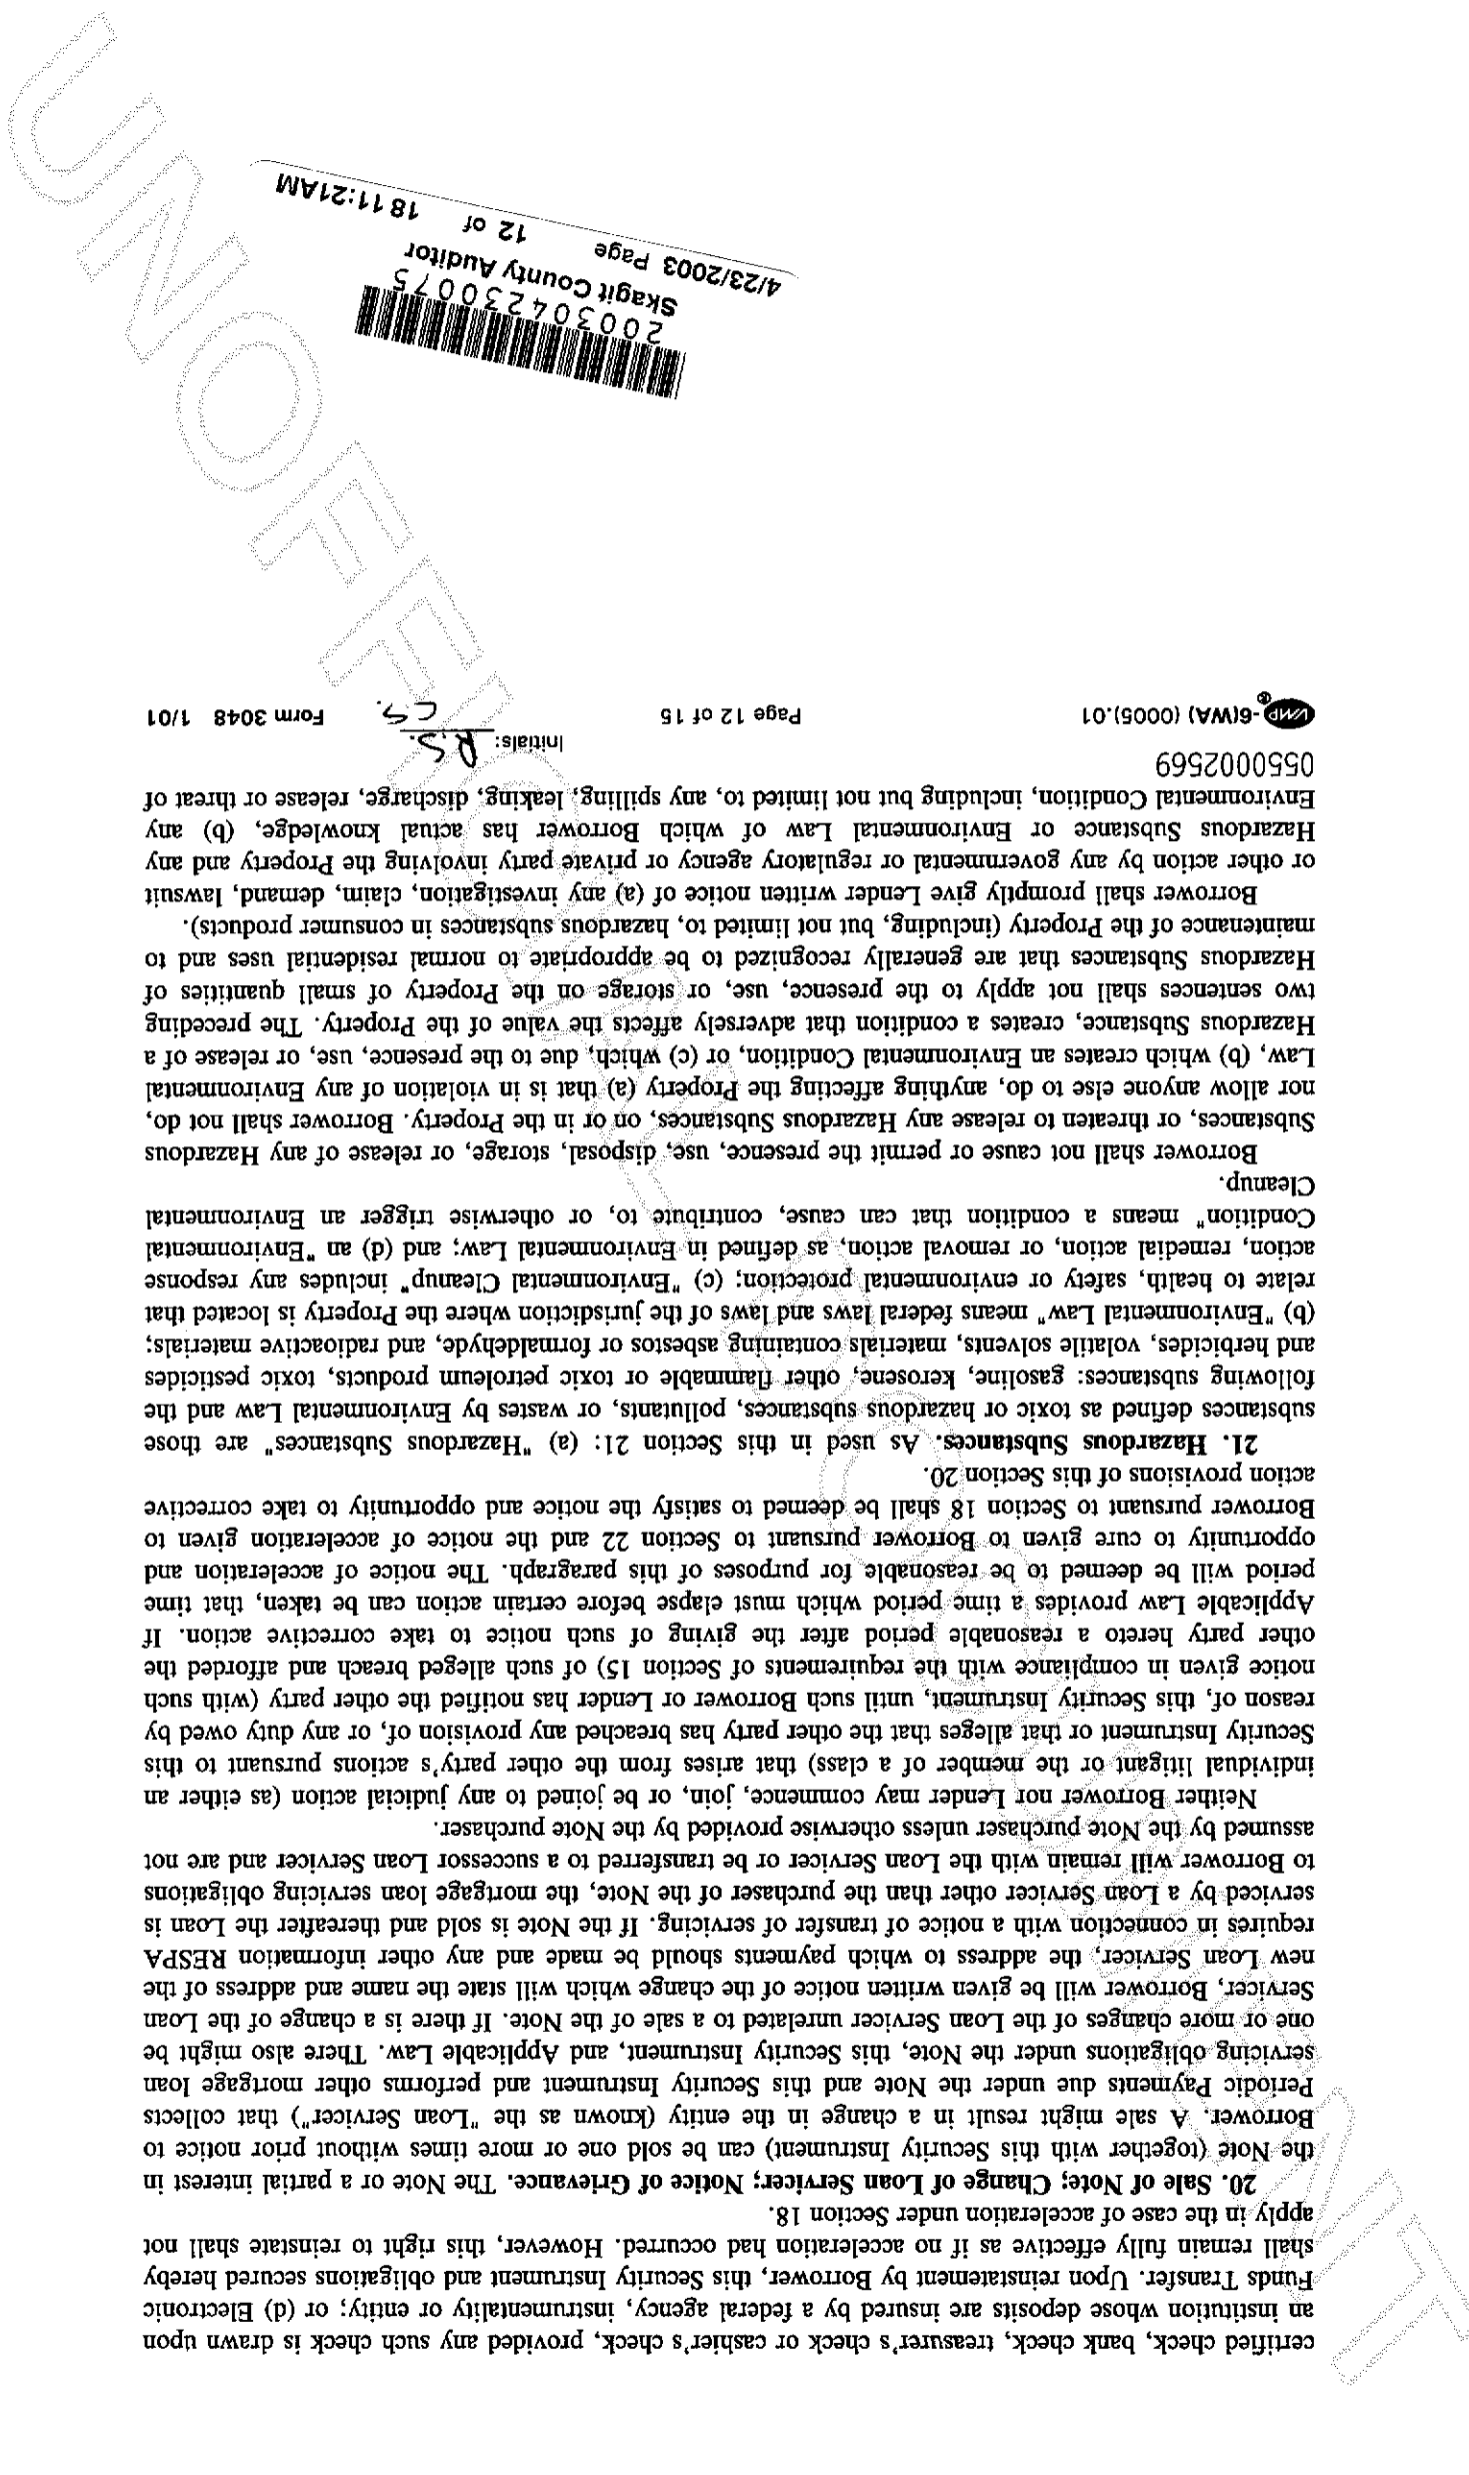 certified check, bank check, treasurer's check or cashier's check, provided any such check is drawn upon
an institution whose deposits are insured by a federal agency, instrumentality or entity; or (d) Electronic
Funds Transfer. Upon reinstatement by Borrower, this Security Instrument and obligations secured hereby
shall remain fully effective as if no acceleration had occurred. However, this right to reinstate shall not
apply in the case of acceleration under Section 18.
20. Sale of Note; Change of Loan Servicer; Notice of Grievance. The Note or a partial interest in
the Note (together with this Security Instrument) can be sold one or more times without prior notice to
Borrower. A sale might result in a change in the entity (known as the "Loan Servicer") that collects
Periodic Payments due under the Note and this Security Instrument and performs other mortgage loan
servicing obligations under the Note, this Security Instrument, and Applicable Law. There also might be
one or more changes of the Loan Servicer unrelated to a sale of the Note. If there is a change of the Loan
Servicer, Borrower will be given written notice of the change which will state the name and address of the
new Loan Servicer, the address to which payments should be made and any other information RESPA
requires in connection with a notice of transfer of servicing. If the Note is sold and thereafter the Loan is
serviced by a Loan Servicer other than the purchaser of the Note, the mortgage loan servicing obligations
to Borrower will remain with the Loan Servicer or be transferred to a successor Loan Servicer and are not
assumed by the Note purchaser unless otherwise provided by the Note purchaser.
Neither Borrower nor Lender may commence, join, or be joined to any judicial action (as either an
individual litigant or the member of a class) that arises from the other party's actions pursuant to this
Security Instrument or that alleges that the other party has breached any provision of, or any duty owed by
reason of, this Security Instrument, until such Borrower or Lender has notified the other party (with such
notice given in compliance with the requirements of Section 15) of such alleged breach and afforded the
other party hereto a reasonable period after the giving of such notice to take corrective action. If
Applicable Law provides a time period which must elapse before certain action can be taken, that time
period will be deemed to be reasonable for purposes of this paragraph. The notice of acceleration and
opportunity to cure given to Borrower pursuant to Section 22 and the notice of acceleration given to
Borrower pursuant to Section 18 shall be deemed to satisfy the notice and opportunity to take corrective
action provisions of this Section 20.
21. Hazardous Substances. As used in this Section 21: (a) "Hazardous Substances" are those
substances defined as toxic or hazardous substances, pollutants, or wastes by Environmental Law and the
following substances: gasoline, kerosene, other flammable or toxic petroleum products, toxic pesticides
and herbicides, volatile solvents, materials containing asbestos or formaldehyde, and radioactive materials;
(b) "Environmental Law" means federal laws and laws of the jurisdiction where the Property is located that
relate to health, safety or environmental protection; (c) "Environmental Cleanup" includes any response
action, remedial action, or removal action, as defined in Environmental Law; and (d) an "Environmental
Condition" means a condition that can cause, contribute to, or otherwise trigger an Environmental
Cleanup.
Borrower shall not cause or permit the presence, use, disposal, storage, or release of any Hazardous
Substances, or threaten to release any Hazardous Substances, on or in the Property. Borrower shall not do,
nor allow anyone else to do, anything affecting the Property (a) that is in violation of any Environmental
Law, (b) which creates an Environmental Condition, or (c) which, due to the presence, use, or release of a
Hazardous Substance, creates a condition that adversely affects the value of the Property. The preceding
two sentences shall not apply to the presence, use, or storage on the Property of small quantities of
Hazardous Substances that are generally recognized to be appropriate to normal residential uses and to
maintenance of the Property (including, but not limited to, hazardous substances in consumer products).
Borrower shall promptly give Lender written notice of (a) any investigation, claim, demand, lawsuit
or other action by any governmental or regulatory agency or private party involving the Property and any
Hazardous Substance or Environmental Law of which Borrower has actual knowledge, (b) any
Environmental Condition, including but not limited to, any spilling, leaking, discharge, release or threat of
0550002569
Initials: R.S.
C.S.
VMP®-6(WA) (0005).01 Page 12 of 15 Form 3048 1/01
200304230075
Skagit County Auditor
4/23/2003 Page 12 of 18 11:21AM
UNOFFICIAL DOCUMENT